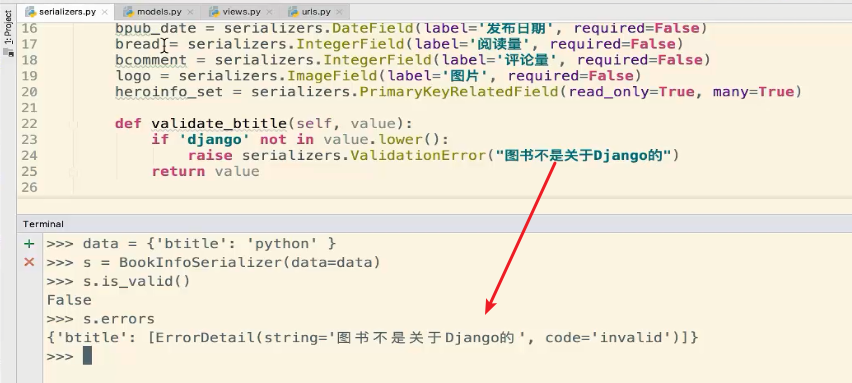 serializers.py × models.py × views.py × urls.py ×
1: Project
16 bpub_date = serializers.DateField(label='发布日期', required=False)
17 bread = serializers.IntegerField(label='阅读量', required=False)
18 bcomment = serializers.IntegerField(label='评论量', required=False)
19 logo = serializers.ImageField(label='图片', required=False)
20 heroinfo_set = serializers.PrimaryKeyRelatedField(read_only=True, many=True)
21
22 def validate_btitle(self, value):
23 if 'django' not in value.lower():
24 raise serializers.ValidationError("图书不是关于Django的")
25 return value
26
Terminal
>>> data = {'btitle': 'python' }
>>> s = BookInfoSerializer(data=data)
>>> s.is_valid()
False
>>> s.errors
{'btitle': [ErrorDetail(string='图书不是关于Django的', code='invalid')]}
>>>